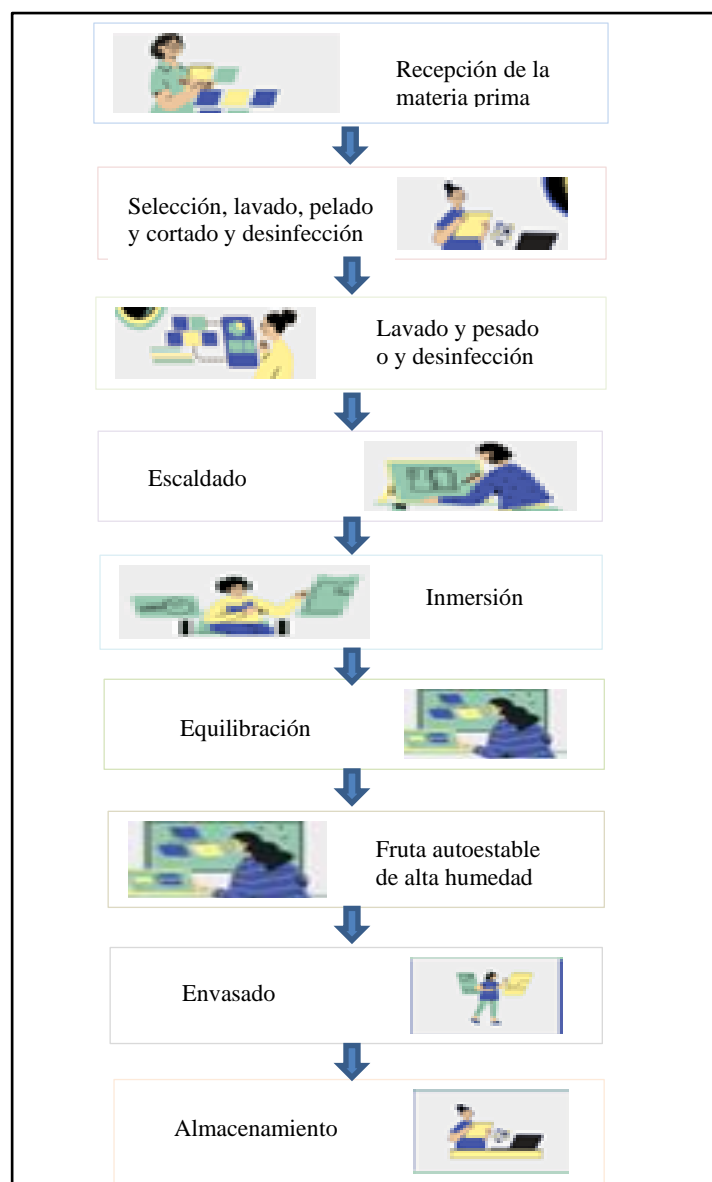 Recepción de la
materia prima
Selección, lavado, pelado
y cortado y desinfección
Lavado y pesado
o y desinfección
Escaldado
Inmersión
Equilibración
Fruta autoestable
de alta humedad
Envasado
Almacenamiento